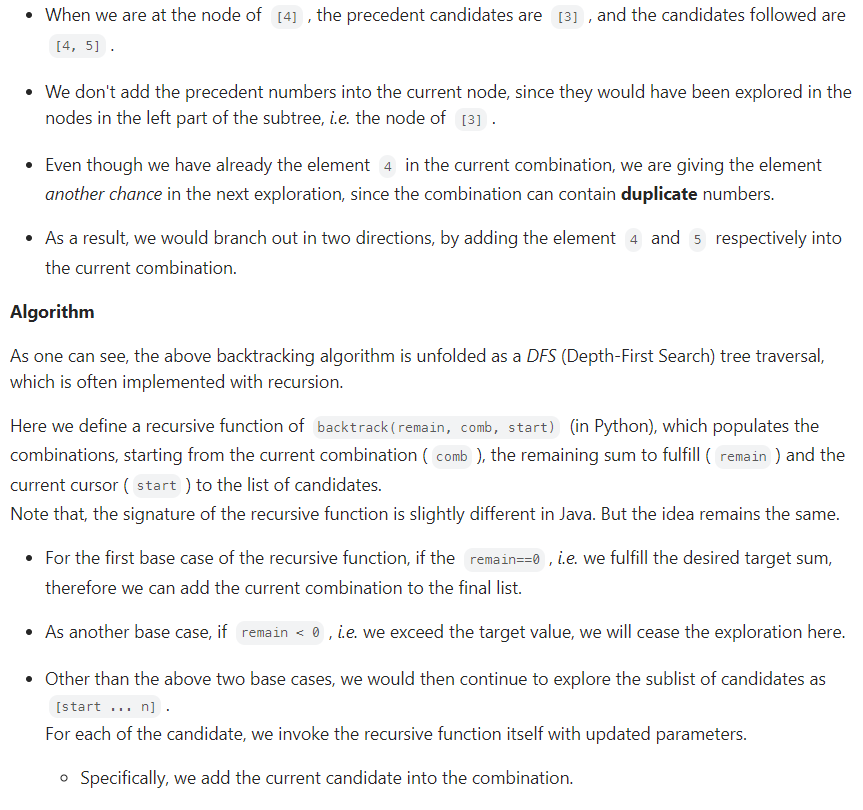 • When we are at the node of [4] , the precedent candidates are [3] , and the candidates followed are
[4, 5] .
• We don't add the precedent numbers into the current node, since they would have been explored in the
nodes in the left part of the subtree, i.e. the node of [3] .
• Even though we have already the element 4 in the current combination, we are giving the element
another chance in the next exploration, since the combination can contain duplicate numbers.
• As a result, we would branch out in two directions, by adding the element 4 and 5 respectively into
the current combination.
Algorithm
As one can see, the above backtracking algorithm is unfolded as a DFS (Depth-First Search) tree traversal,
which is often implemented with recursion.
Here we define a recursive function of backtrack(remain, comb, start) (in Python), which populates the
combinations, starting from the current combination ( comb ), the remaining sum to fulfill ( remain ) and the
current cursor ( start ) to the list of candidates.
Note that, the signature of the recursive function is slightly different in Java. But the idea remains the same.
• For the first base case of the recursive function, if the remain==0 , i.e. we fulfill the desired target sum,
therefore we can add the current combination to the final list.
• As another base case, if remain < 0 , i.e. we exceed the target value, we will cease the exploration here.
• Other than the above two base cases, we would then continue to explore the sublist of candidates as
[start ... n] .
For each of the candidate, we invoke the recursive function itself with updated parameters.
◦ Specifically, we add the current candidate into the combination.